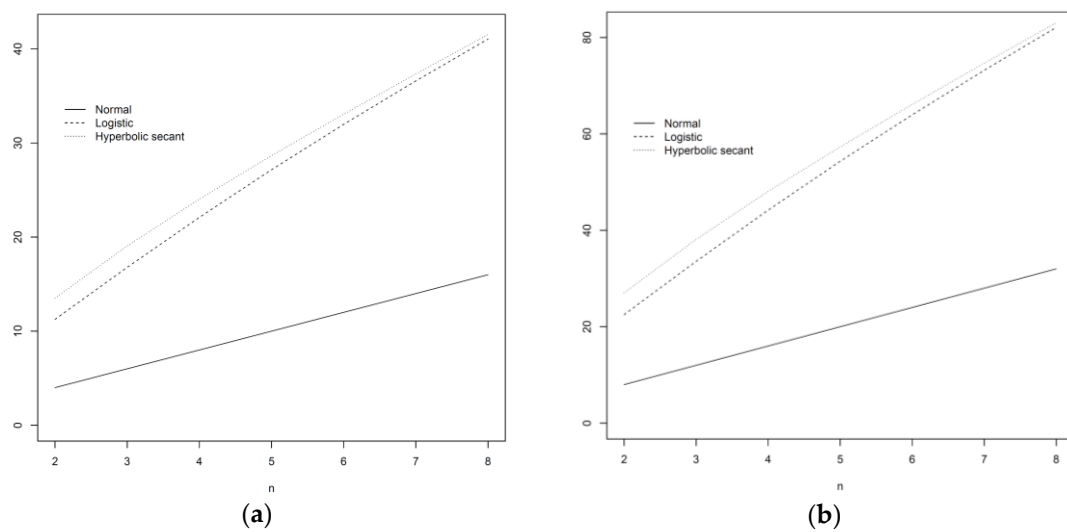 40
30
20
10
0
Normal
Logistic
Hyperbolic secant
2 3 4 5 6 7 8
n
(a)
80
60
40
20
0
Normal
Logistic
Hyperbolic secant
2 3 4 5 6 7 8
n
(b)